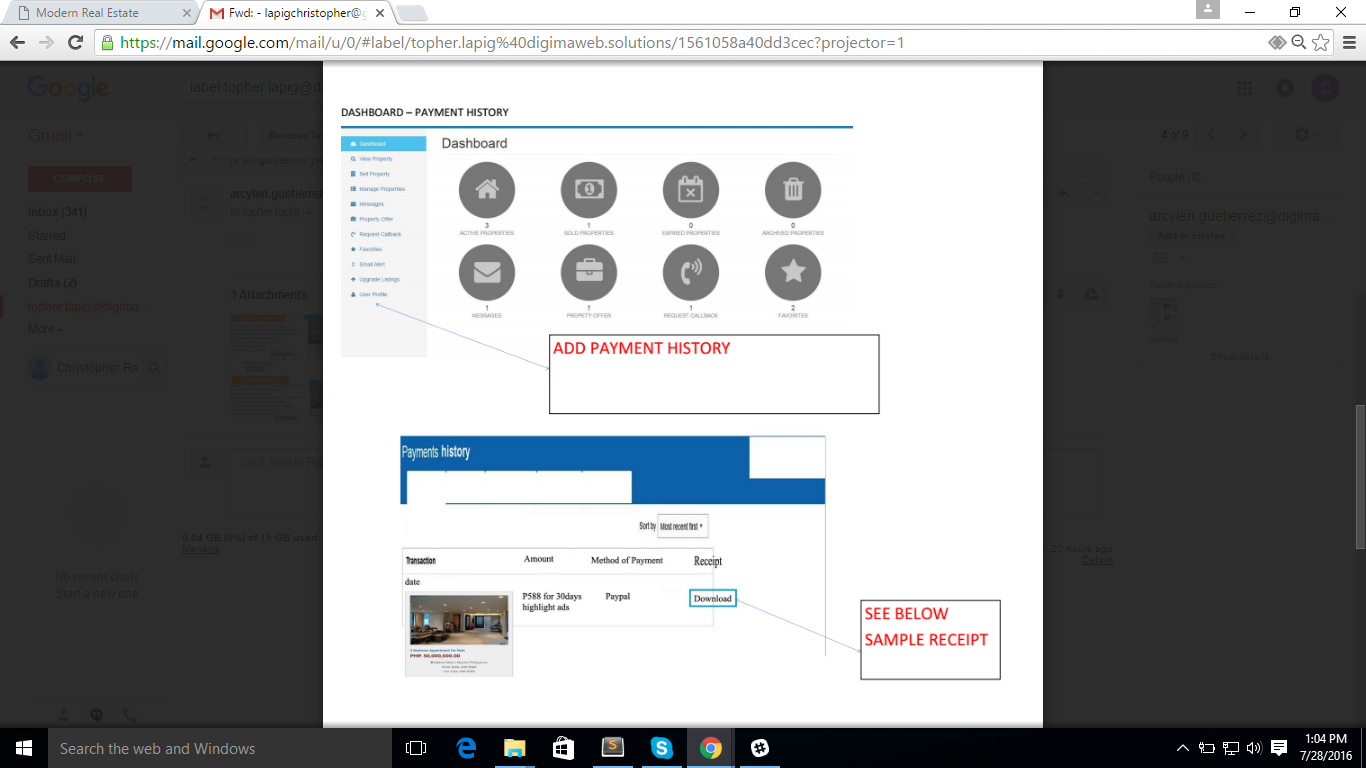 Modern Real Estate
Fwd: - lapigchristopher@g
https://mail.google.com/mail/u/0/#label/topher.lapig%40digimaweb.solutions/1561058a40dd3cec?projector=1
Google
label:topher.lapig@d
Gmail
4 of 9
COMPOSE
People (8)
Inbox (341)
Starred
Sent Mail
Drafts (2)
topher.lapig@digima...
More
Christopher Ra
arcylen.guetierrez
to topher.lapig
arcylen.guetierrez@digima...
Add to circles
Recent photos
Show details
3 Attachments
Click here to Re
0.04 GB (0%) of 15 GB used
Manage
20 hours ago
Details
No recent chats
Start a new one
DASHBOARD – PAYMENT HISTORY
Dashboard
View Property
Sell Property
Manage Properties
Messages
Property Offer
Request Callback
Favorites
Email Alert
Upgrade Listings
User Profile
Dashboard
3
ACTIVE PROPERTIES
1
SOLD PROPERTIES
0
EXPIRED PROPERTIES
0
ARCHIVED PROPERTIES
1
MESSAGES
1
PROPETY OFFER
1
REQUEST CALLBACK
2
FAVORITES
ADD PAYMENT HISTORY
Payments history
Sort by Most recent first
Transaction Amount Method of Payment Receipt
date
P588 for 30days Paypal Download
highlight ads
PHP. 50,000,000.00
SEE BELOW
SAMPLE RECEIPT
Search the web and Windows
1:04 PM
7/28/2016